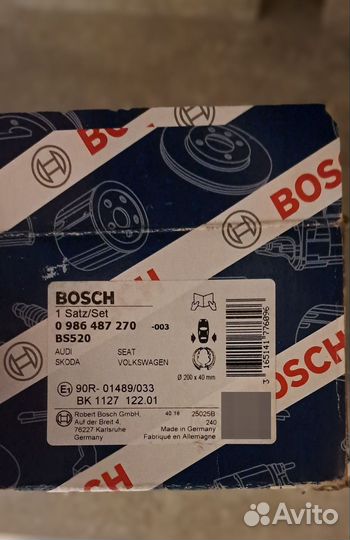 BOSCH
BOSCH
BOSCH
BOSCH
1 Satz/Set
0 986 487 270 -003
BS520
AUDI SEAT
SKODA VOLKSWAGEN
Ø 200 x 40 mm
E1 90R- 01489/033
BK 1127 122.01
Robert Bosch GmbH, 40 16 25025B
Auf der Breit 4, 240
76227 Karlsruhe Made in Germany
Germany Fabriqué en Allemagne
3 165141 776096
Avito